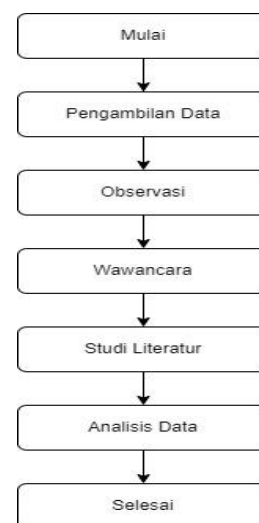 Mulai
Pengambilan Data
Observasi
Wawancara
Studi Literatur
Analisis Data
Selesai